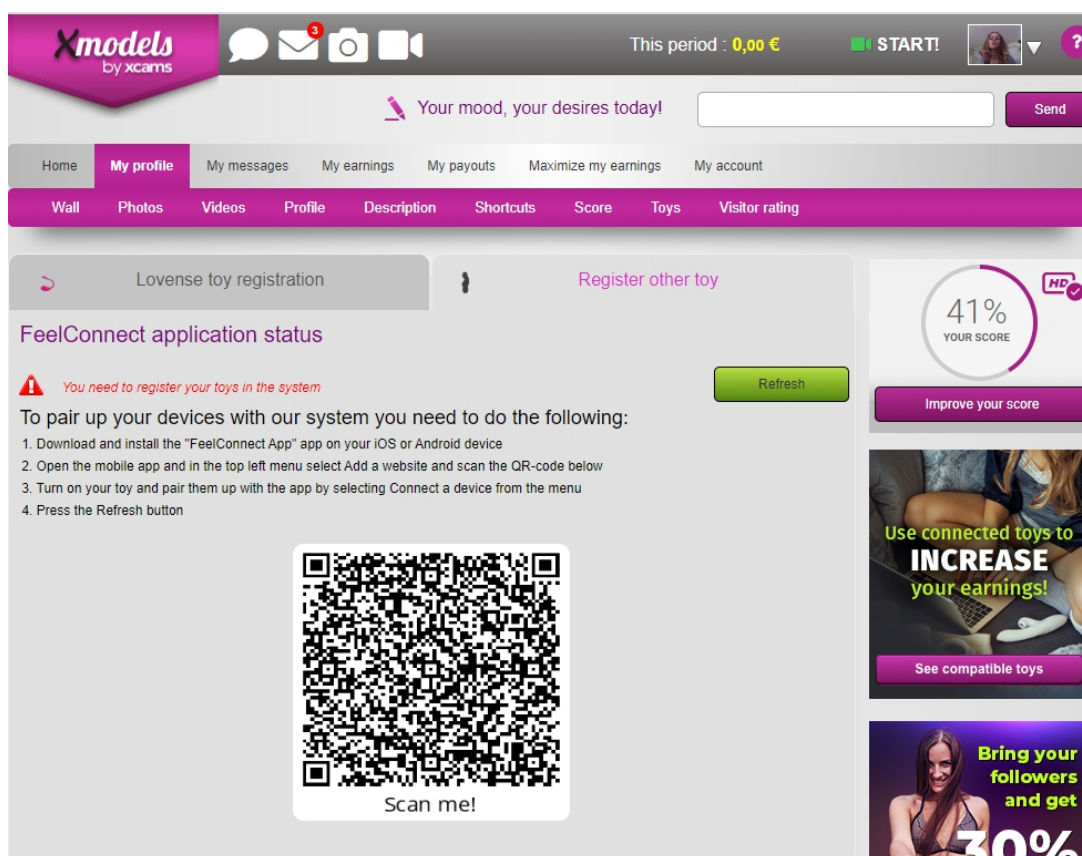 Xmodels
by xcams
3
This period : 0,00 €
START!
?
Your mood, your desires today!
Send
Home My profile My messages My earnings My payouts Maximize my earnings My account
Wall Photos Videos Profile Description Shortcuts Score Toys Visitor rating
Lovense toy registration
Register other toy
FeelConnect application status
You need to register your toys in the system
Refresh
To pair up your devices with our system you need to do the following:
1. Download and install the "FeelConnect App" app on your iOS or Android device
2. Open the mobile app and in the top left menu select Add a website and scan the QR-code below
3. Turn on your toy and pair them up with the app by selecting Connect a device from the menu
4. Press the Refresh button
Scan me!
HD
41%
YOUR SCORE
Improve your score
Use connected toys to
INCREASE
your earnings!
See compatible toys
Bring your
followers
and get
30%